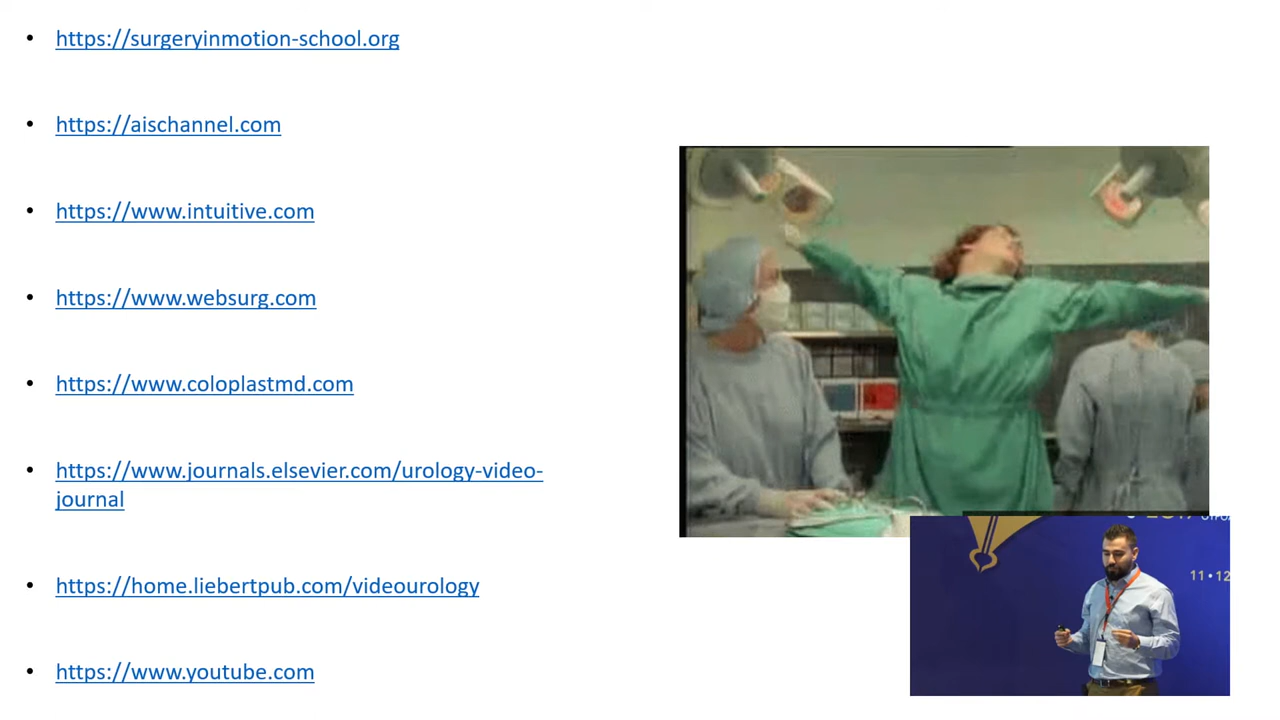 • https://surgeryinmotion-school.org
• https://aischannel.com
• https://www.intuitive.com
• https://www.websurg.com
• https://www.coloplastmd.com
• https://www.journals.elsevier.com/urology-video-
journal
• https://home.liebertpub.com/videourology
• https://www.youtube.com
11•12